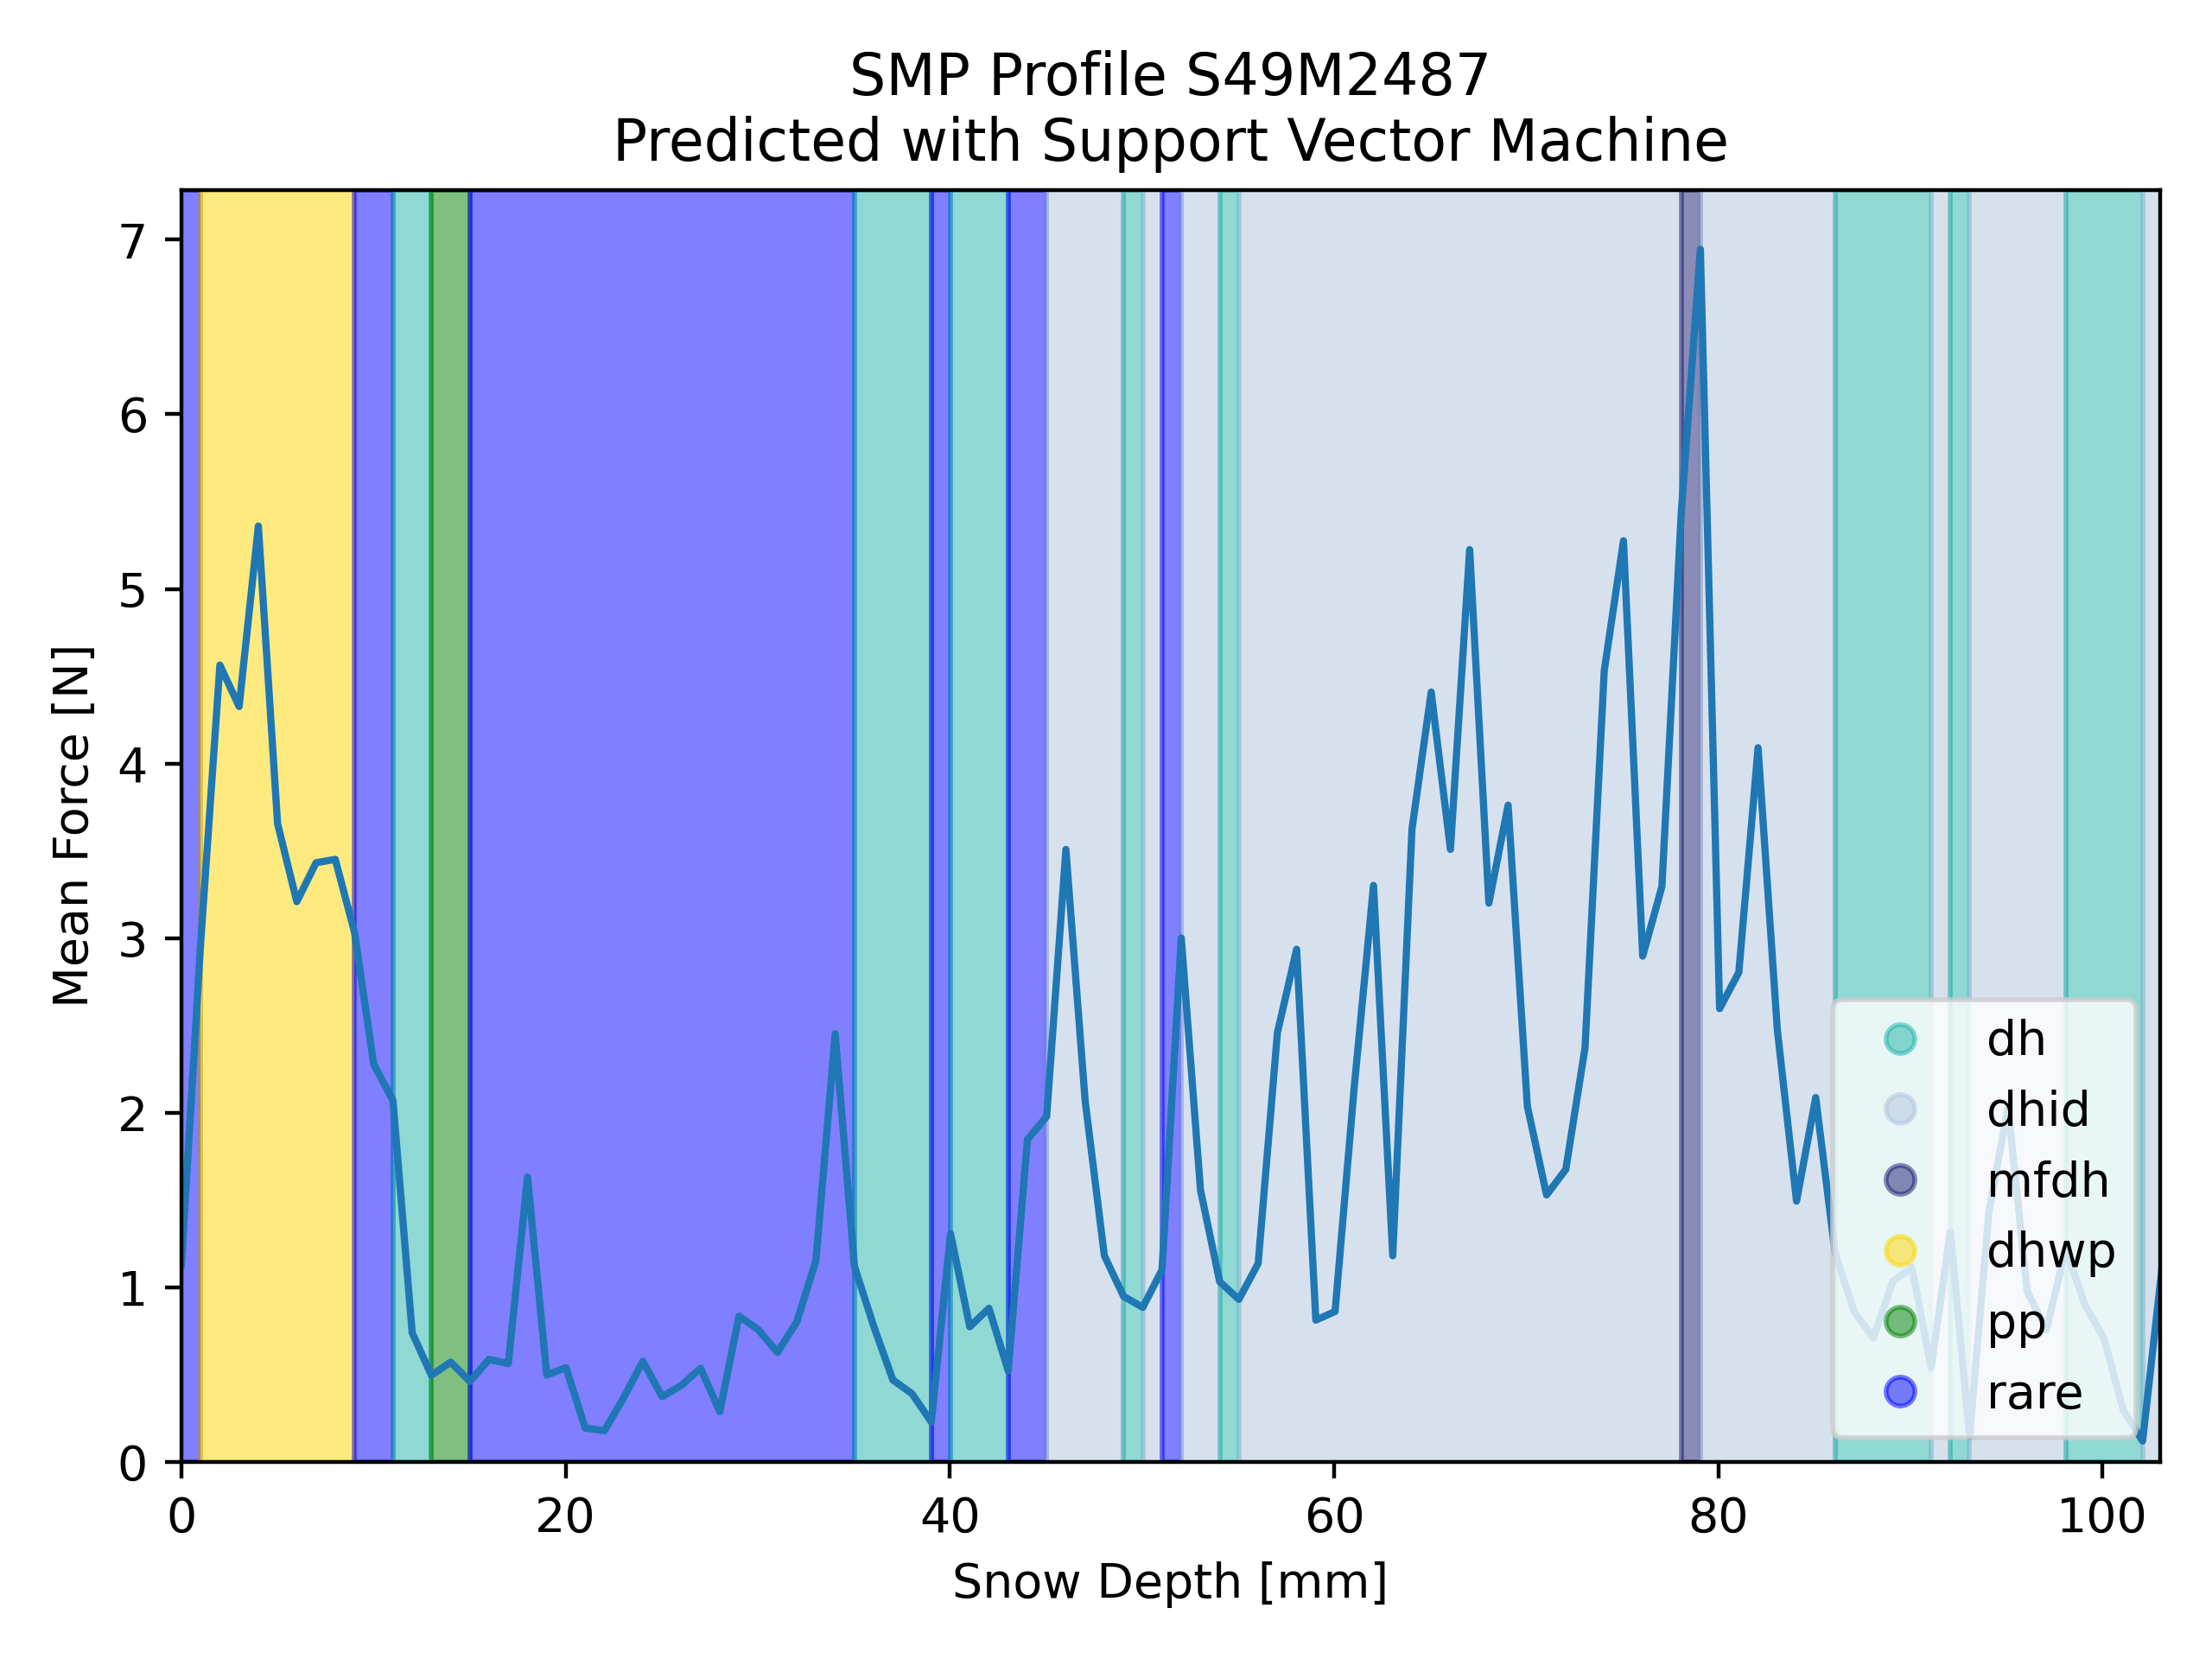 SMP Profile S49M2487
Predicted with Support Vector Machine
Mean Force [N]
7
6
5
4
3
2
1
0
dh
dhid
mfdh
dhwp
pp
rare
0 20 40 60 80 100
Snow Depth [mm]